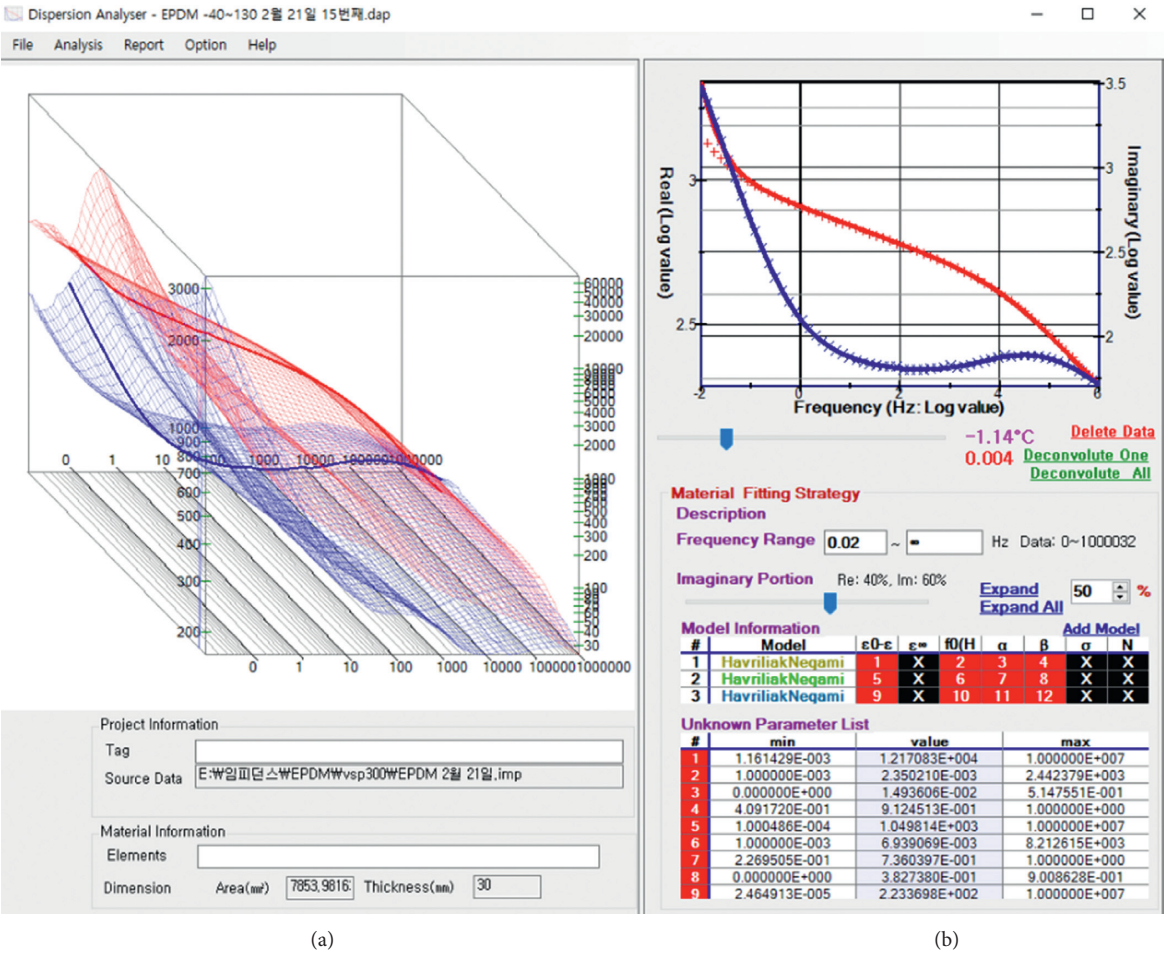 Dispersion Analyser - EPDM -40~130 2월 21일 15번째.dap
File Analysis Report Option Help
3000
2000
1000
900
800
700
600
500
400
300
200
0 1 10 100 1000 10000 100000 1000000
60000
50000
40000
30000
20000
10000
5000
4000
3000
2000
1000
500
400
300
200
100
50
40
30
0 1 10 100 1000 10000 100000 1000000
Project Information
Tag
Source Data E:₩임피던스₩EPDM₩vsp300₩EPDM 2월 21일.imp
Material Information
Elements
Dimension Area(㎟) 7853,9816: Thickness(㎜) 30
(a)
Real (Log value)
Imaginary (Log value)
3.5
3 3
2.5
2.5
2
-2 0 2 4 6
Frequency (Hz: Log value)
-1.14°C Delete Data
0.004 Deconvolute One
Deconvolute All
Material Fitting Strategy
Description
Frequency Range 0.02 ~ ∞ Hz Data: 0~1000032
Imaginary Portion Re: 40%, Im: 60% Expand 50 %
Expand All
Model Information Add Model
# Model ε0-ε ε∞ f0(H α β σ N
1 HavriliakNegami 1 X 2 3 4 X X
2 HavriliakNegami 5 X 6 7 8 X X
3 HavriliakNegami 9 X 10 11 12 X X
Unknown Parameter List
# min value max
1 1.161429E-003 1.217083E+004 1.000000E+007
2 1.000000E-003 2.350210E-003 2.442379E+003
3 0.000000E+000 1.493606E-002 5.147551E-001
4 4.091720E-001 9.124513E-001 1.000000E+000
5 1.000486E-004 1.049814E+003 1.000000E+007
6 1.000000E-003 6.939069E-003 8.212615E+003
7 2.269505E-001 7.360397E-001 1.000000E+000
8 0.000000E+000 3.827380E-001 9.008628E-001
9 2.464913E-005 2.233698E+002 1.000000E+007
(b)